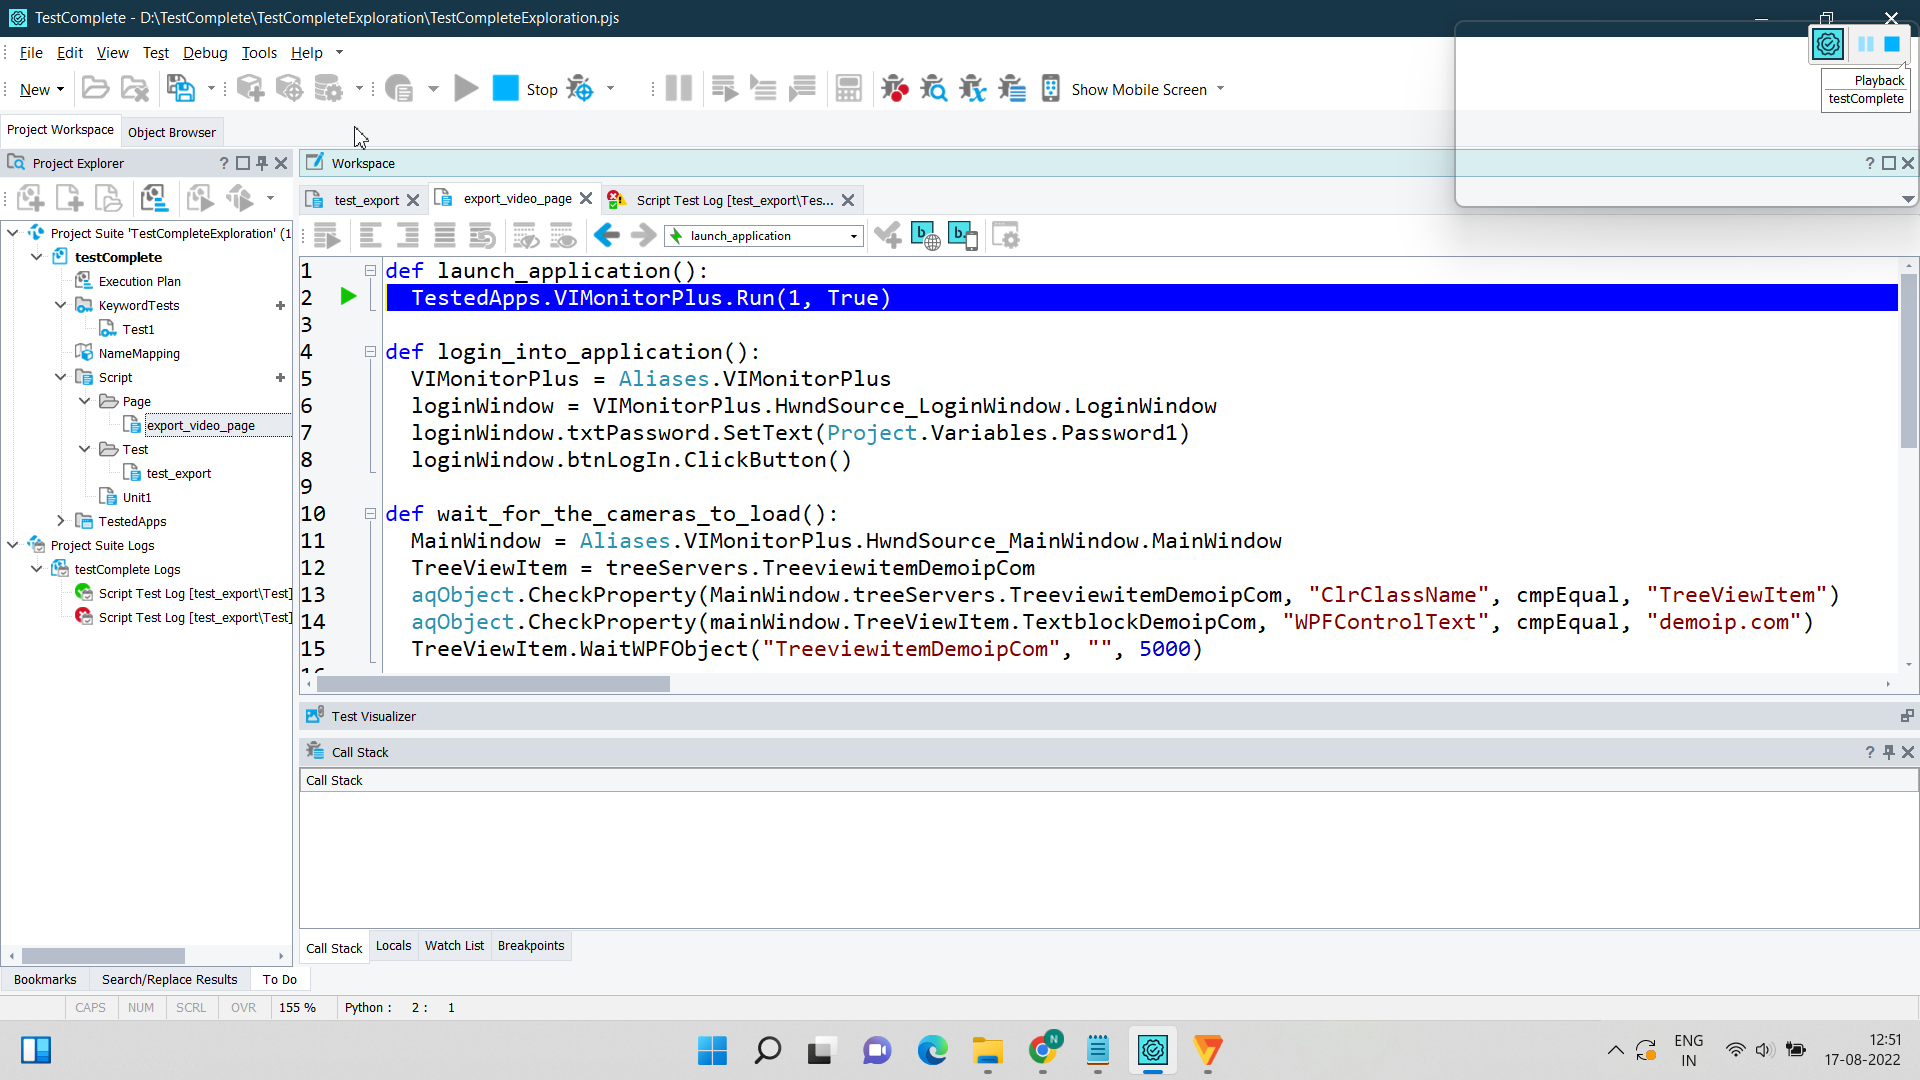 TestComplete - D:\TestComplete\TestCompleteExploration\TestCompleteExploration.pjs
File Edit View Test Debug Tools Help
New
Stop
Show Mobile Screen
Playback
testComplete
Project Workspace
Object Browser
Project Explorer
?
Workspace
?
test_export
export_video_page
Script Test Log [test_export\Tes...
launch_application
Project Suite 'TestCompleteExploration' (1
testComplete
Execution Plan
KeywordTests
Test1
NameMapping
Script
Page
export_video_page
Test
test_export
Unit1
TestedApps
Project Suite Logs
testComplete Logs
Script Test Log [test_export\Test]
Script Test Log [test_export\Test]
1 def launch_application():
2 TestedApps.VIMonitorPlus.Run(1, True)
3
4 def login_into_application():
5 VIMonitorPlus = Aliases.VIMonitorPlus
6 loginWindow = VIMonitorPlus.HwndSource_LoginWindow.LoginWindow
7 loginWindow.txtPassword.SetText(Project.Variables.Password1)
8 loginWindow.btnLogIn.ClickButton()
9
10 def wait_for_the_cameras_to_load():
11 MainWindow = Aliases.VIMonitorPlus.HwndSource_MainWindow.MainWindow
12 TreeViewItem = treeServers.TreeviewitemDemoipCom
13 aqObject.CheckProperty(MainWindow.treeServers.TreeviewitemDemoipCom, "ClrClassName", cmpEqual, "TreeViewItem")
14 aqObject.CheckProperty(mainWindow.TreeViewItem.TextblockDemoipCom, "WPFControlText", cmpEqual, "demoip.com")
15 TreeViewItem.WaitWPFObject("TreeviewitemDemoipCom", "", 5000)
Test Visualizer
Call Stack
?
Call Stack
Call Stack Locals Watch List Breakpoints
Bookmarks Search/Replace Results To Do
CAPS NUM SCRL OVR 155 % Python : 2 : 1
N
ENG
IN
12:51
17-08-2022